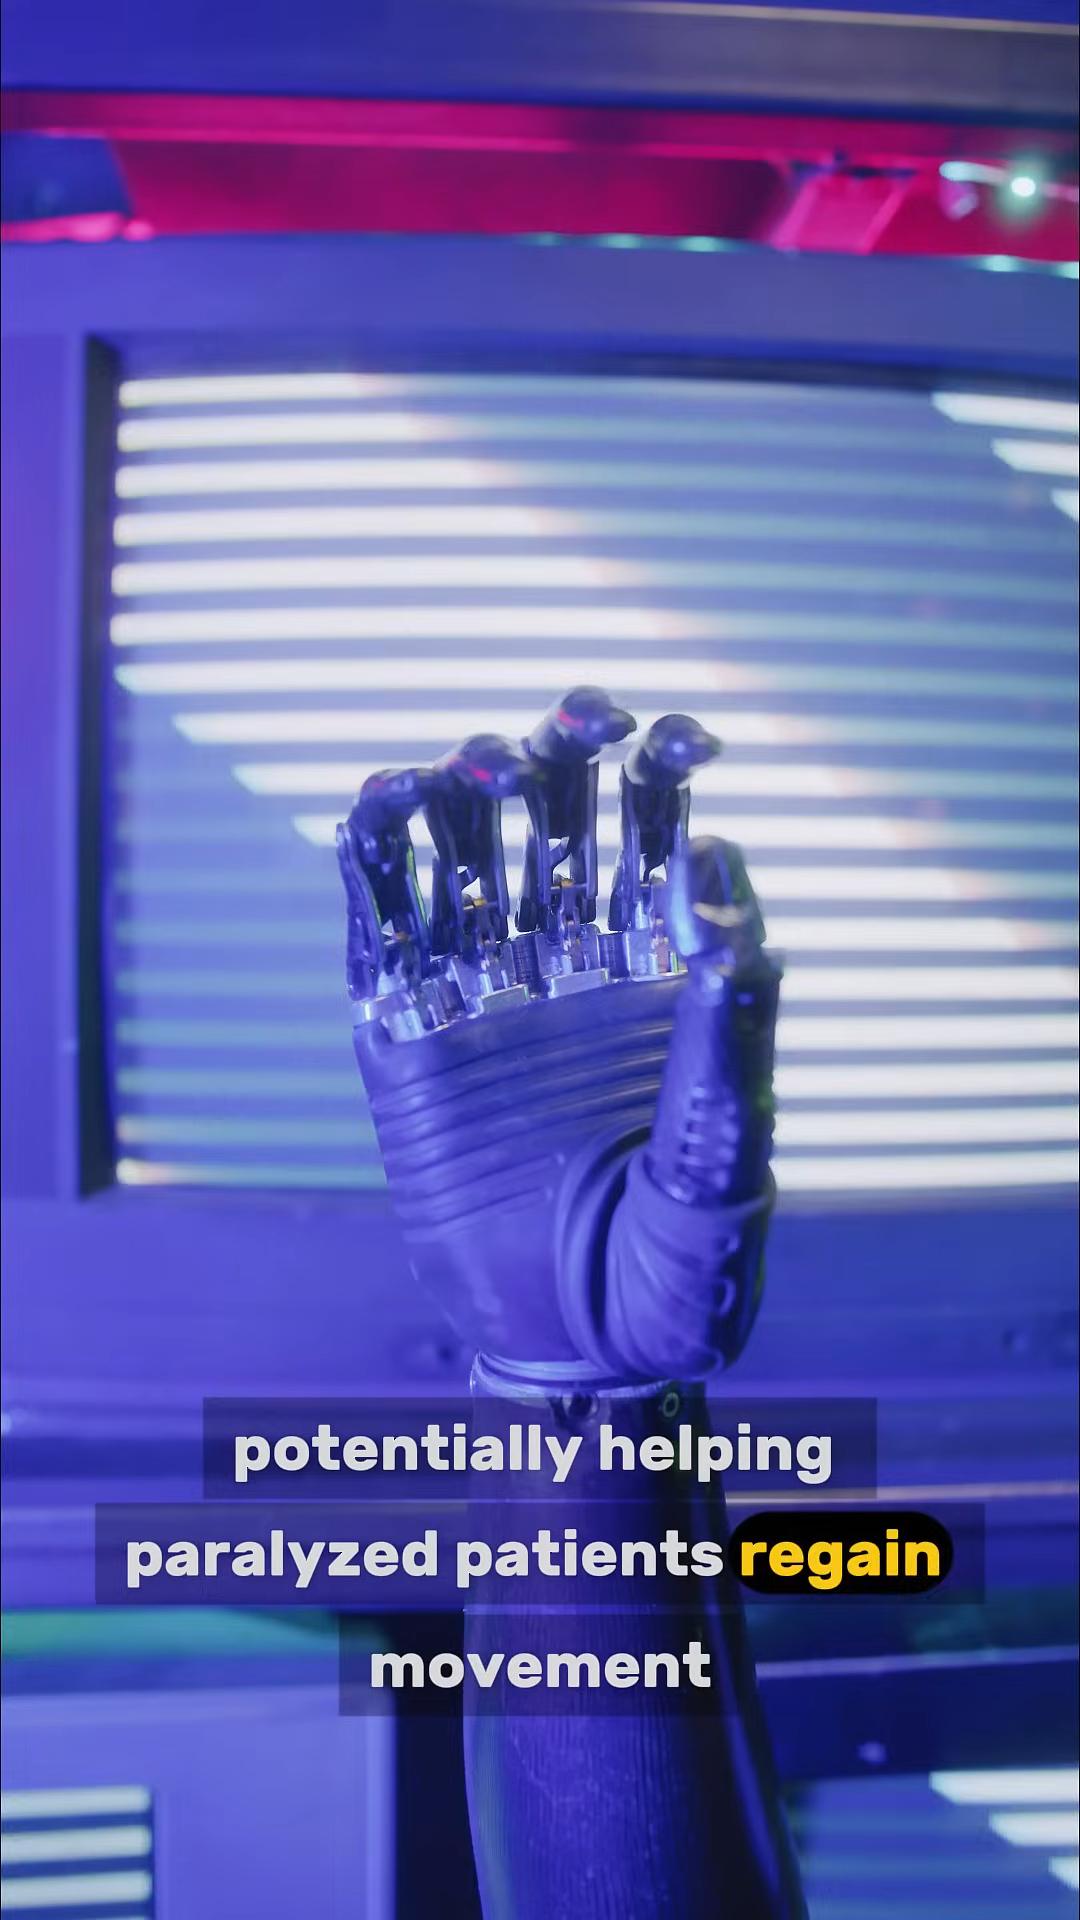 potentially helping
paralyzed patients regain
movement